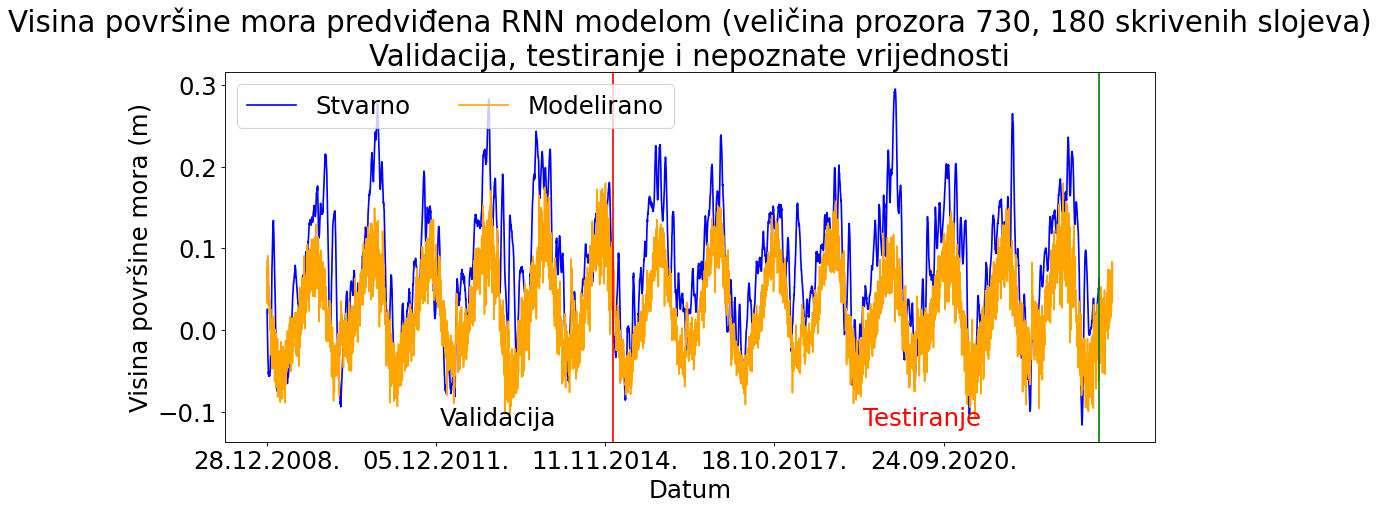 Visina površine mora predviđena RNN modelom (veličina prozora 730, 180 skrivenih slojeva)
Validacija, testiranje i nepoznate vrijednosti
Stvarno Modelirano
Visina površine mora (m)
0.3
0.2
0.1
0.0
−0.1
Validacija
Testiranje
28.12.2008. 05.12.2011. 11.11.2014. 18.10.2017. 24.09.2020.
Datum